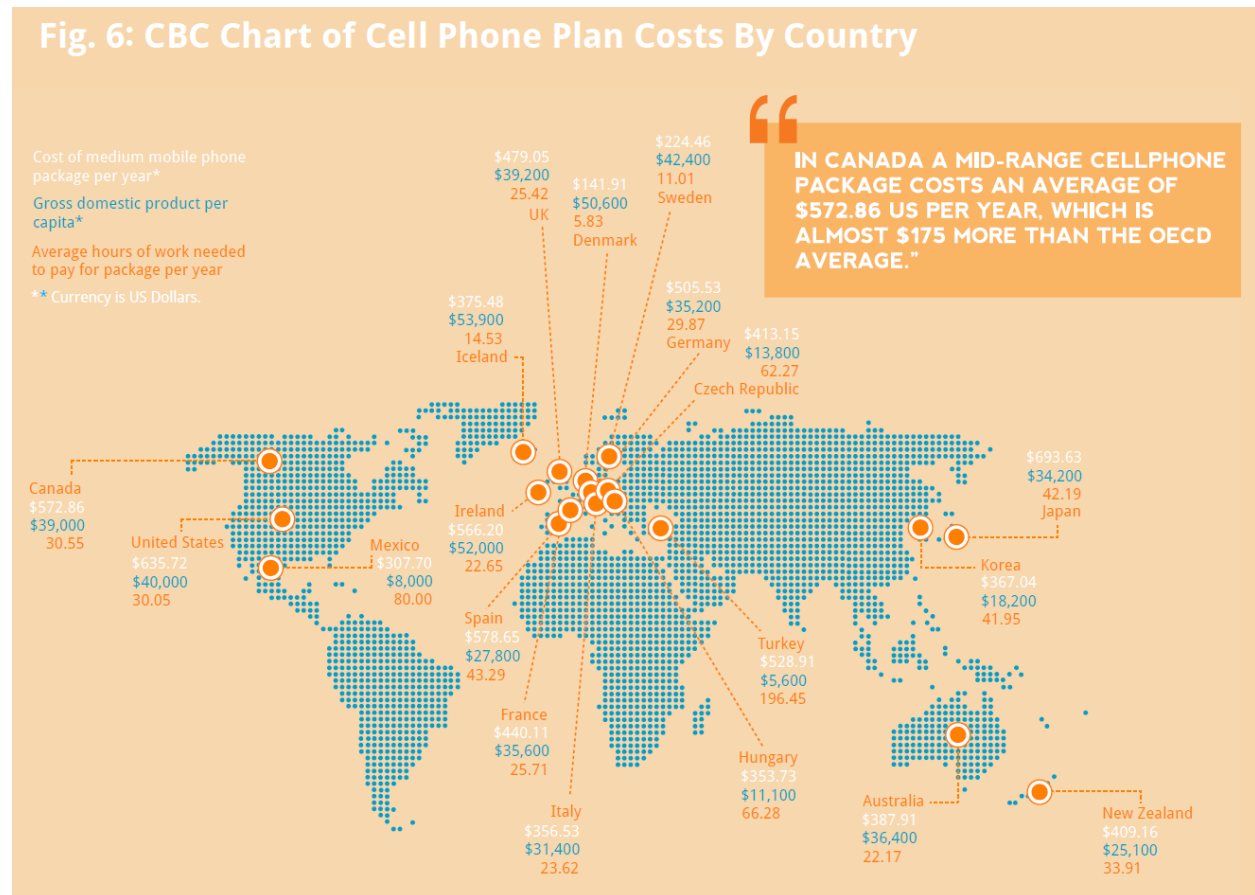 Fig. 6: CBC Chart of Cell Phone Plan Costs By Country
IN CANADA A MID-RANGE CELLPHONE
PACKAGE COSTS AN AVERAGE OF
$572.86 US PER YEAR, WHICH IS
ALMOST $175 MORE THAN THE OECD
AVERAGE."
Cost of medium mobile phone
package per year*
Gross domestic product per
capita*
Average hours of work needed
to pay for package per year
** Currency is US Dollars.
$479.05
$39,200
25.42
UK
$141.91
$50,600
5.83
Denmark
$224.46
$42,400
11.01
Sweden
$375.48
$53,900
14.53
Iceland
$505.53
$35,200
29.87
Germany
$413.15
$13,800
62.27
Czech Republic
Canada
$572.86
$39,000
30.55
United States
$635.72
$40,000
30.05
Mexico
$307.70
$8,000
80.00
Ireland
$566.20
$52,000
22.65
$693.63
$34,200
42.19
Japan
Korea
$367.04
$18,200
41.95
Spain
$578.65
$27,800
43.29
Turkey
$528.91
$5,600
196.45
France
$440.11
$35,600
25.71
Hungary
$353.73
$11,100
66.28
Italy
$356.53
$31,400
23.62
Australia
$387.91
$36,400
22.17
New Zealand
$409.16
$25,100
33.91